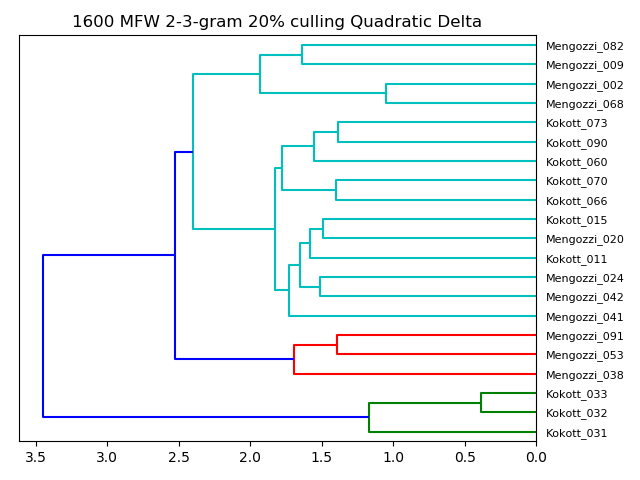 1600 MFW 2-3-gram 20% culling Quadratic Delta
Mengozzi_082
Mengozzi_009
Mengozzi_002
Mengozzi_068
Kokott_073
Kokott_090
Kokott_060
Kokott_070
Kokott_066
Kokott_015
Mengozzi_020
Kokott_011
Mengozzi_024
Mengozzi_042
Mengozzi_041
Mengozzi_091
Mengozzi_053
Mengozzi_038
Kokott_033
Kokott_032
Kokott_031
3.5 3.0 2.5 2.0 1.5 1.0 0.5 0.0